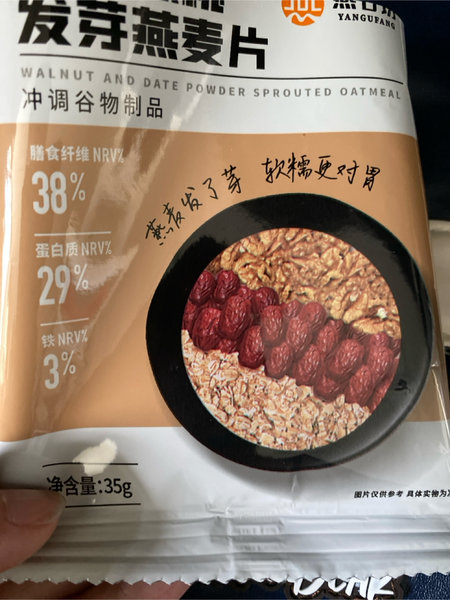 YANGUFANG
发芽燕麦片
WALNUT AND DATE POWDER SPROUTED OATMEAL
冲调谷物制品
膳食纤维 NRV%
38%
蛋白质 NRV%
29%
铁 NRV%
3%
燕麦发了芽 软糯更对胃
净含量:35g
图片仅供参考 具体实物为